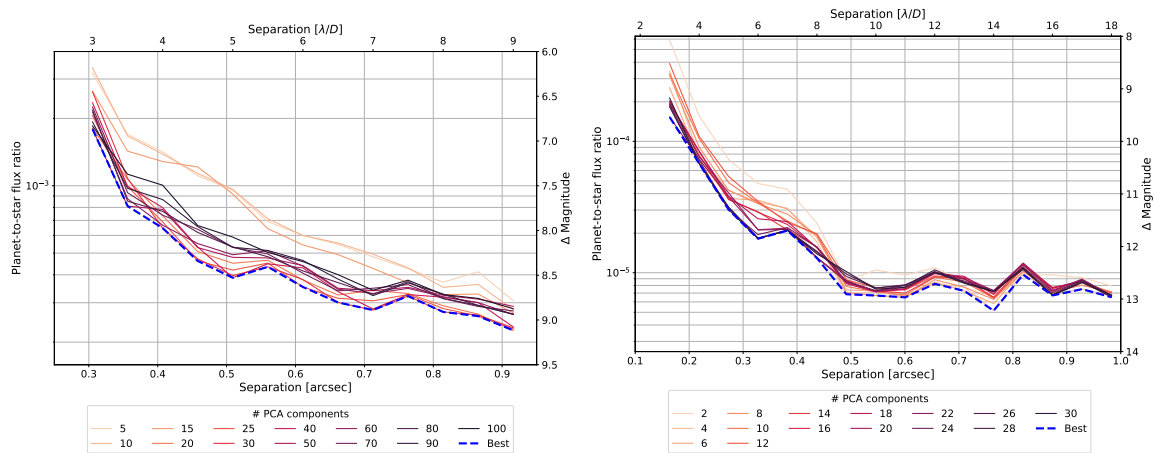 Separation [λ/D]
3 4 5 6 7 8 9
Planet-to-star flux ratio
10⁻³
6.0
6.5
7.0
7.5
8.0
8.5
9.0
9.5
Δ Magnitude
0.3 0.4 0.5 0.6 0.7 0.8 0.9
Separation [arcsec]
# PCA components
5 15 25 40 60 80 100
10 20 30 50 70 90 Best
Separation [λ/D]
2 4 6 8 10 12 14 16 18
Planet-to-star flux ratio
10⁻⁴
10⁻⁵
8
9
10
11
12
13
14
Δ Magnitude
0.1 0.2 0.3 0.4 0.5 0.6 0.7 0.8 0.9 1.0
Separation [arcsec]
# PCA components
2 8 14 18 22 26 30
4 10 16 20 24 28 Best
6 12